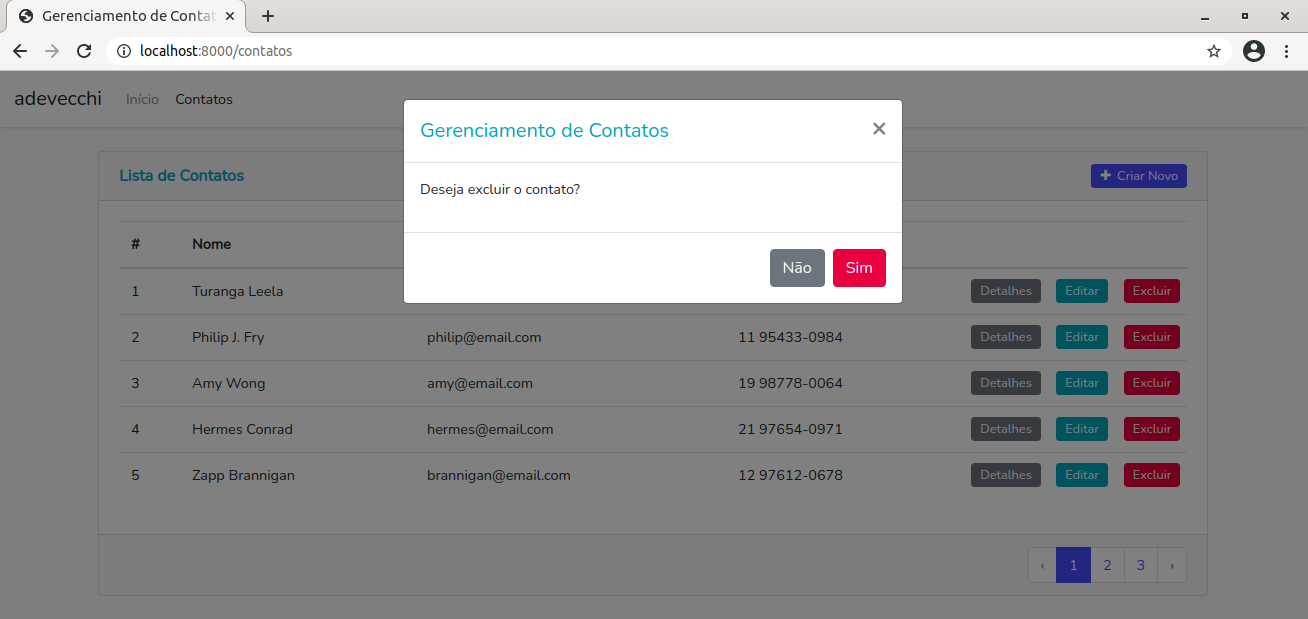 Gerenciamento de Contat
localhost:8000/contatos
adevecchi Início Contatos
Gerenciamento de Contatos ×
Deseja excluir o contato?
Não Sim
Lista de Contatos + Criar Novo
# Nome
1 Turanga Leela Detalhes Editar Excluir
2 Philip J. Fry philip@email.com 11 95433-0984 Detalhes Editar Excluir
3 Amy Wong amy@email.com 19 98778-0064 Detalhes Editar Excluir
4 Hermes Conrad hermes@email.com 21 97654-0971 Detalhes Editar Excluir
5 Zapp Brannigan brannigan@email.com 12 97612-0678 Detalhes Editar Excluir
‹ 1 2 3 ›